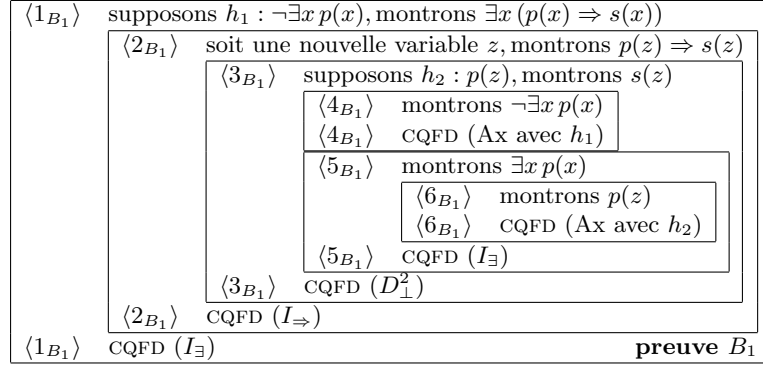 ⟨1_{B_1}⟩ supposons h_1 : ¬∃x p(x), montrons ∃x (p(x) ⇒ s(x))
⟨2_{B_1}⟩ soit une nouvelle variable z, montrons p(z) ⇒ s(z)
⟨3_{B_1}⟩ supposons h_2 : p(z), montrons s(z)
⟨4_{B_1}⟩ montrons ¬∃x p(x)
⟨4_{B_1}⟩ CQFD (Ax avec h_1)
⟨5_{B_1}⟩ montrons ∃x p(x)
⟨6_{B_1}⟩ montrons p(z)
⟨6_{B_1}⟩ CQFD (Ax avec h_2)
⟨5_{B_1}⟩ CQFD (I_∃)
⟨3_{B_1}⟩ CQFD (D_⊥^2)
⟨2_{B_1}⟩ CQFD (I_⇒)
⟨1_{B_1}⟩ CQFD (I_∃) preuve B_1